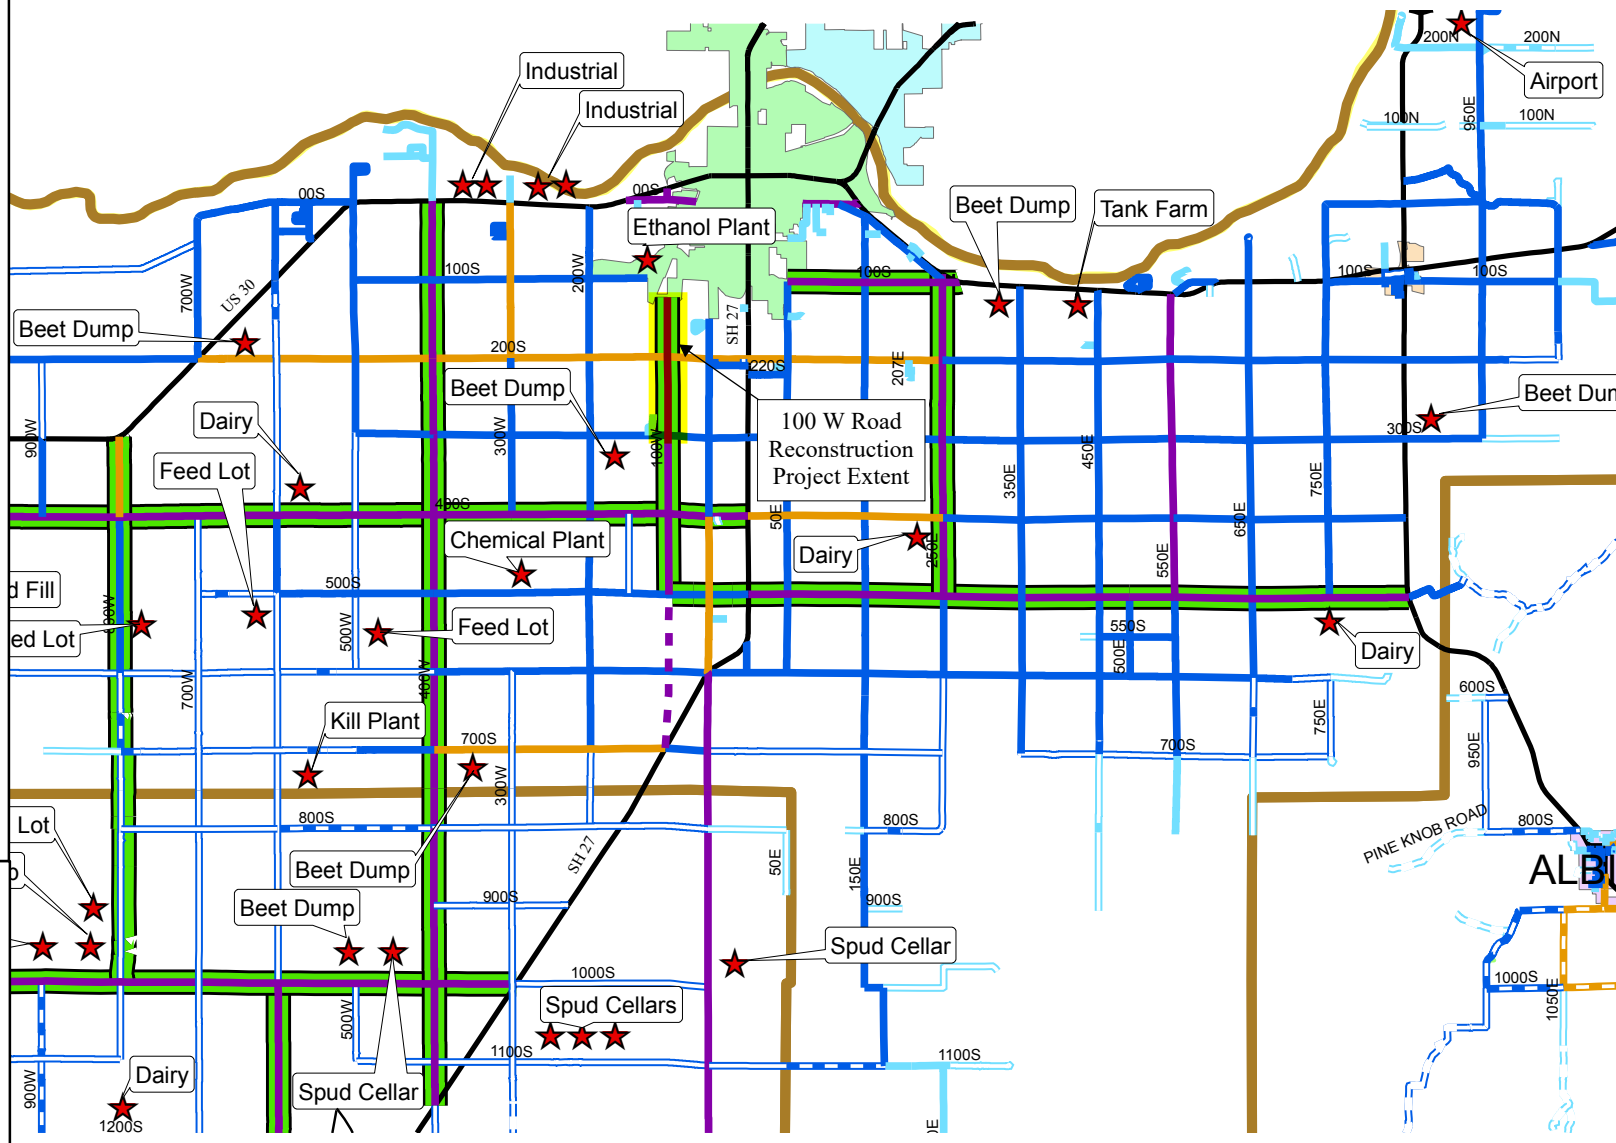 Industrial
Industrial
200N
200N
Airport
100N
950E
100N
00S
00S
Ethanol Plant
Beet Dump
Tank Farm
700W
US 30
100S
200W
100S
100S
100S
Beet Dump
SH 27
200S
220S
207E
Beet Dump
Dairy
900W
300W
100W
100 W Road
Reconstruction
Project Extent
350E
450E
750E
300S
Feed Lot
400S
50E
650E
Chemical Plant
Dairy
250E
550E
d Fill
600W
500S
eed Lot
500W
Feed Lot
550S
500E
Dairy
700W
400W
600S
Kill Plant
700S
750E
700S
950E
300W
Lot
800S
800S
PINE KNOB ROAD
800S
Beet Dump
SH 27
50E
150E
ALBI
p
Beet Dump
900S
900S
Spud Cellar
1000S
1000S
1050E
Spud Cellars
500W
1100S
1100S
Dairy
900W
Spud Cellar
1200S